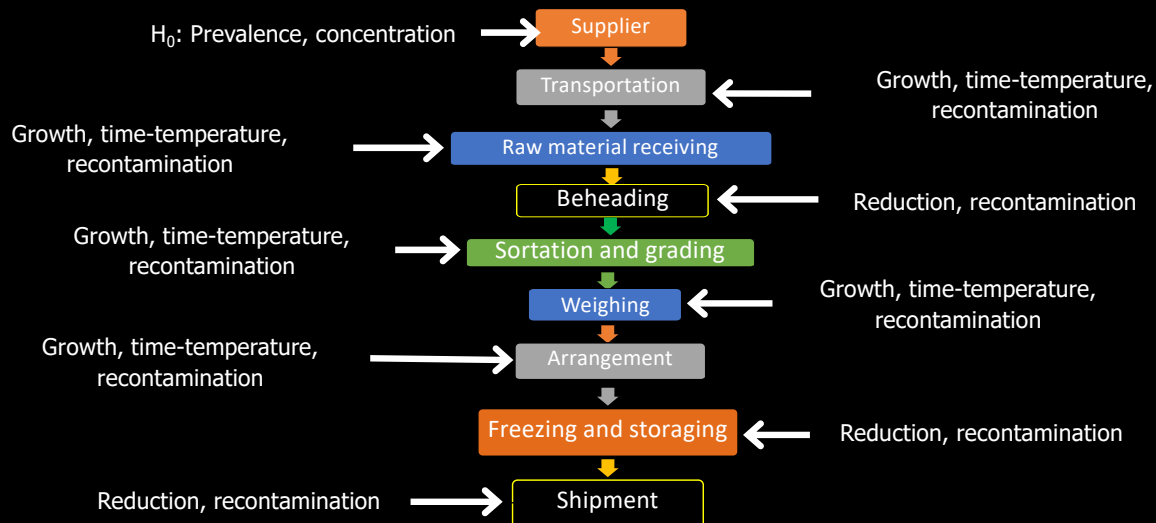 H₀: Prevalence, concentration
Supplier
Transportation
Growth, time-temperature,
recontamination
Growth, time-temperature,
recontamination
Raw material receiving
Beheading
Reduction, recontamination
Growth, time-temperature,
recontamination
Sortation and grading
Weighing
Growth, time-temperature,
recontamination
Growth, time-temperature,
recontamination
Arrangement
Freezing and storaging
Reduction, recontamination
Reduction, recontamination
Shipment